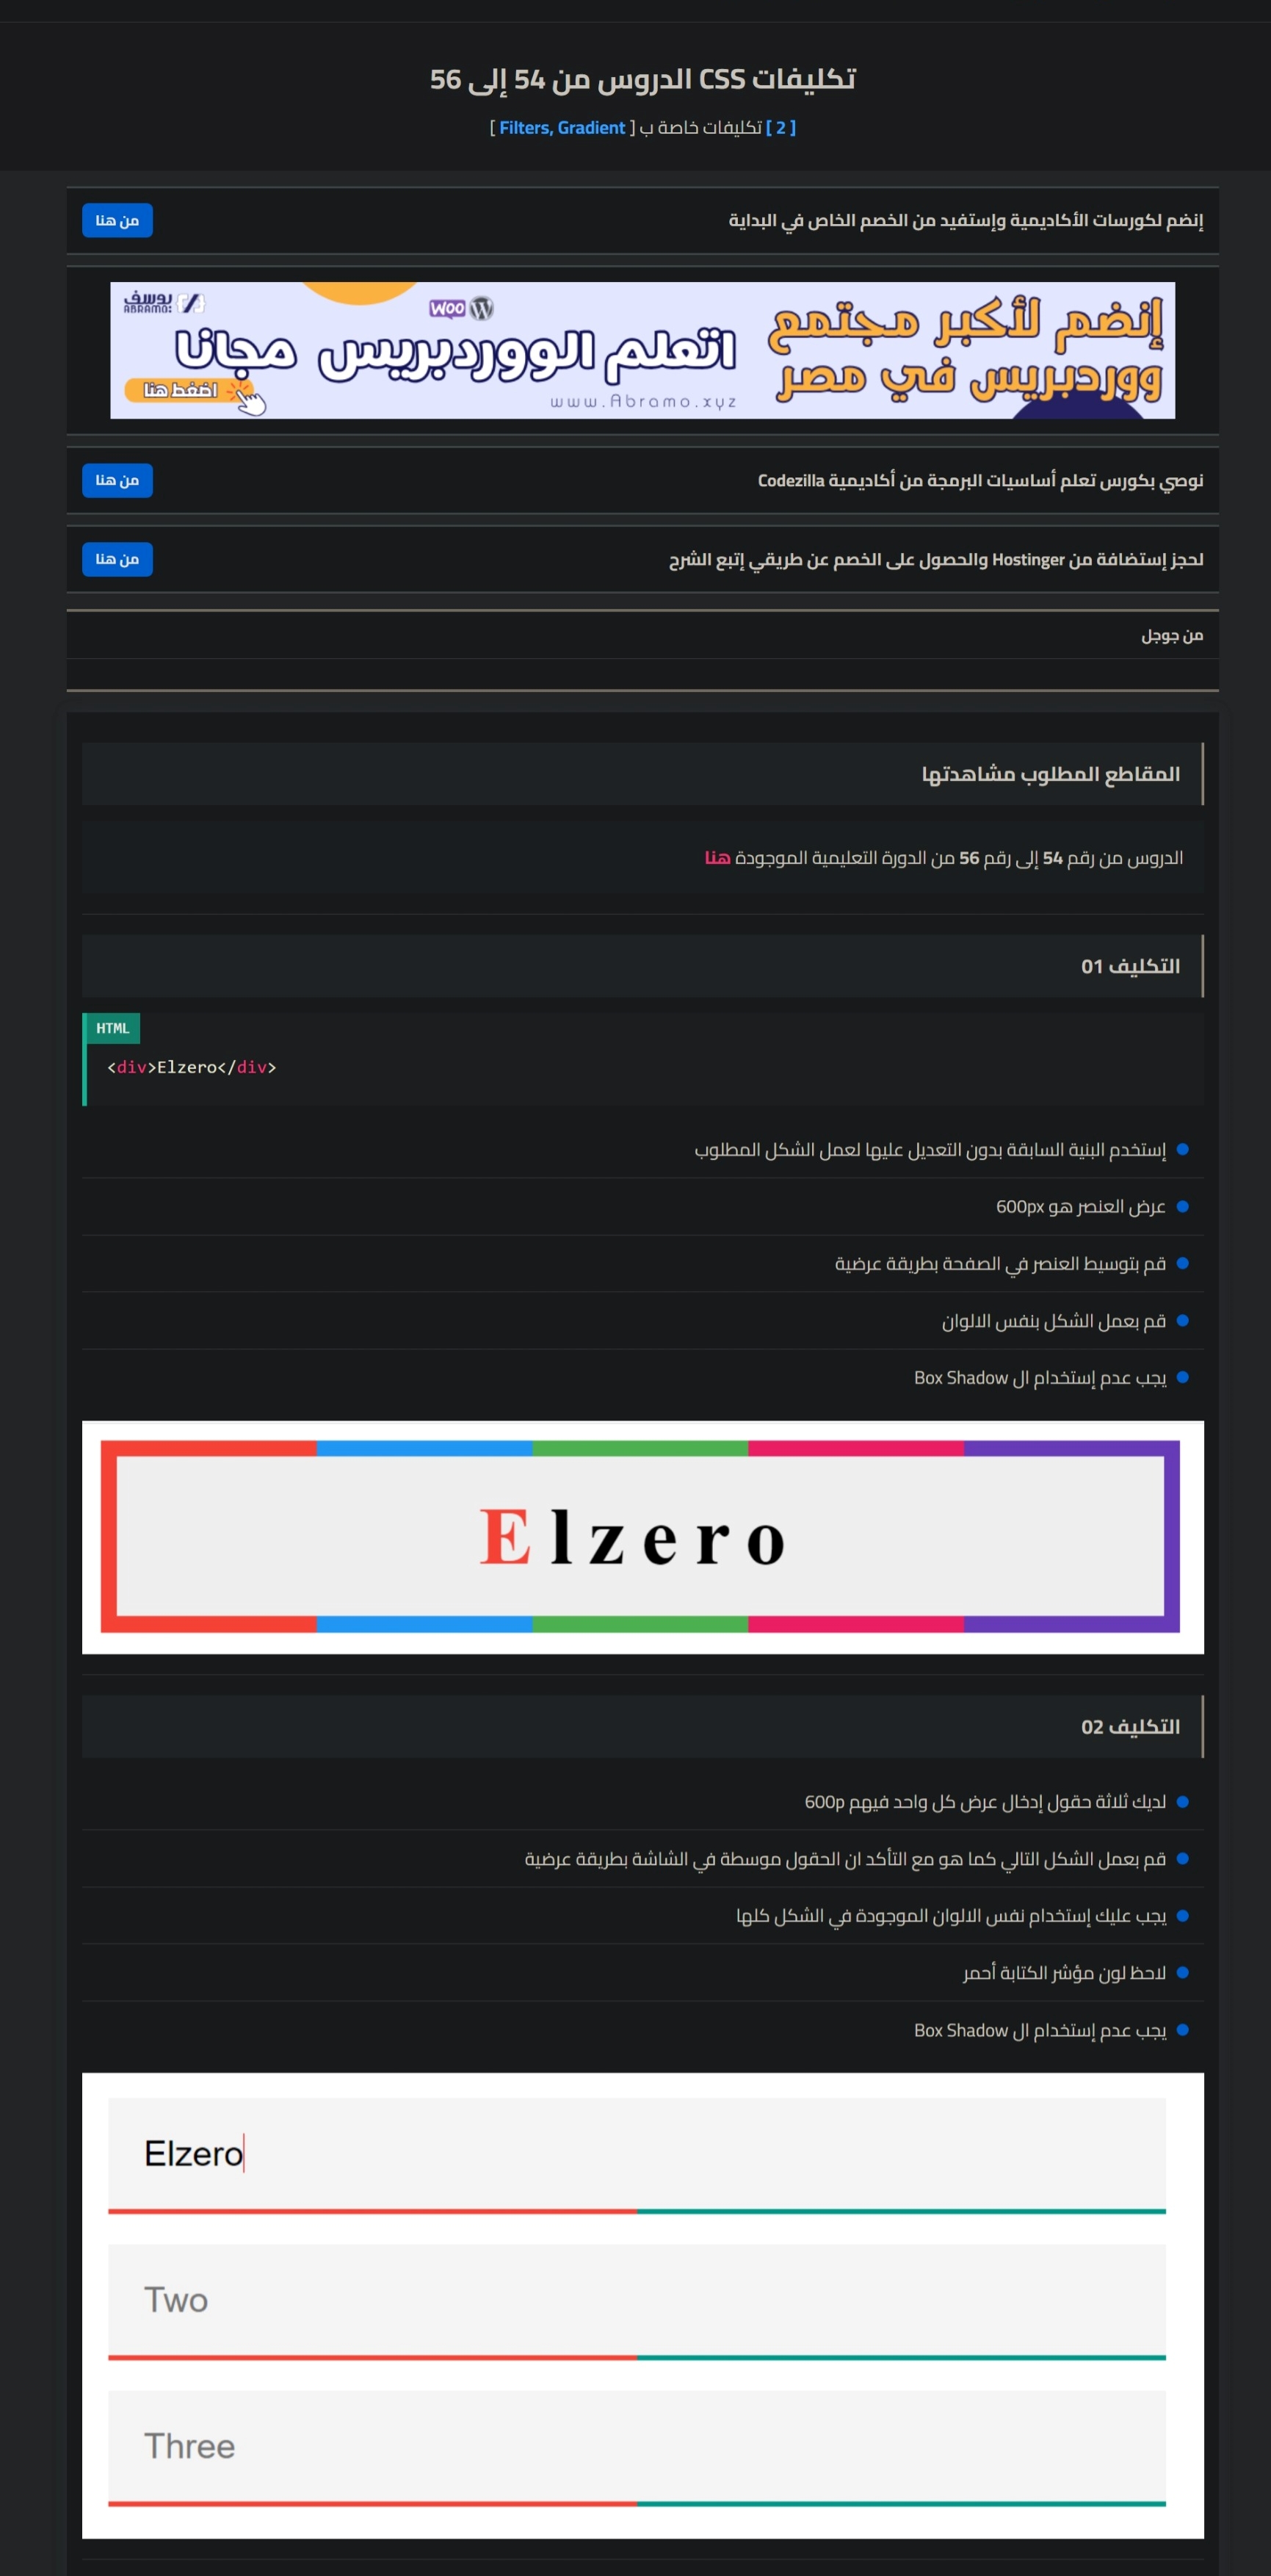 تكليفات CSS الدروس من 54 إلى 56
[ 2 ] تكليفات خاصة ب [ Filters, Gradient ]
إنضم لكورسات الأكاديمية وإستفيد من الخصم الخاص في البداية
من هنا
إنضم لأكبر مجتمع
ووردبريس في مصر
WOO
اتعلم الووردبريس مجانا
www.Abramo.xyz
يوسف
ABRAMO:
اضغط هنا
نوصي بكورس تعلم أساسيات البرمجة من أكاديمية Codezilla
من هنا
لحجز إستضافة من Hostinger والحصول على الخصم عن طريقي إتبع الشرح
من هنا
من جوجل
المقاطع المطلوب مشاهدتها
الدروس من رقم 54 إلى رقم 56 من الدورة التعليمية الموجودة هنا
التكليف 01
HTML
<div>Elzero</div>
إستخدم البنية السابقة بدون التعديل عليها لعمل الشكل المطلوب
عرض العنصر هو 600px
قم بتوسيط العنصر في الصفحة بطريقة عرضية
قم بعمل الشكل بنفس الالوان
يجب عدم إستخدام ال Box Shadow
Elzero
التكليف 02
لديك ثلاثة حقول إدخال عرض كل واحد فيهم 600p
قم بعمل الشكل التالي كما هو مع التأكد ان الحقول موسطة في الشاشة بطريقة عرضية
يجب عليك إستخدام نفس الالوان الموجودة في الشكل كلها
لاحظ لون مؤشر الكتابة أحمر
يجب عدم إستخدام ال Box Shadow
Elzero
Two
Three